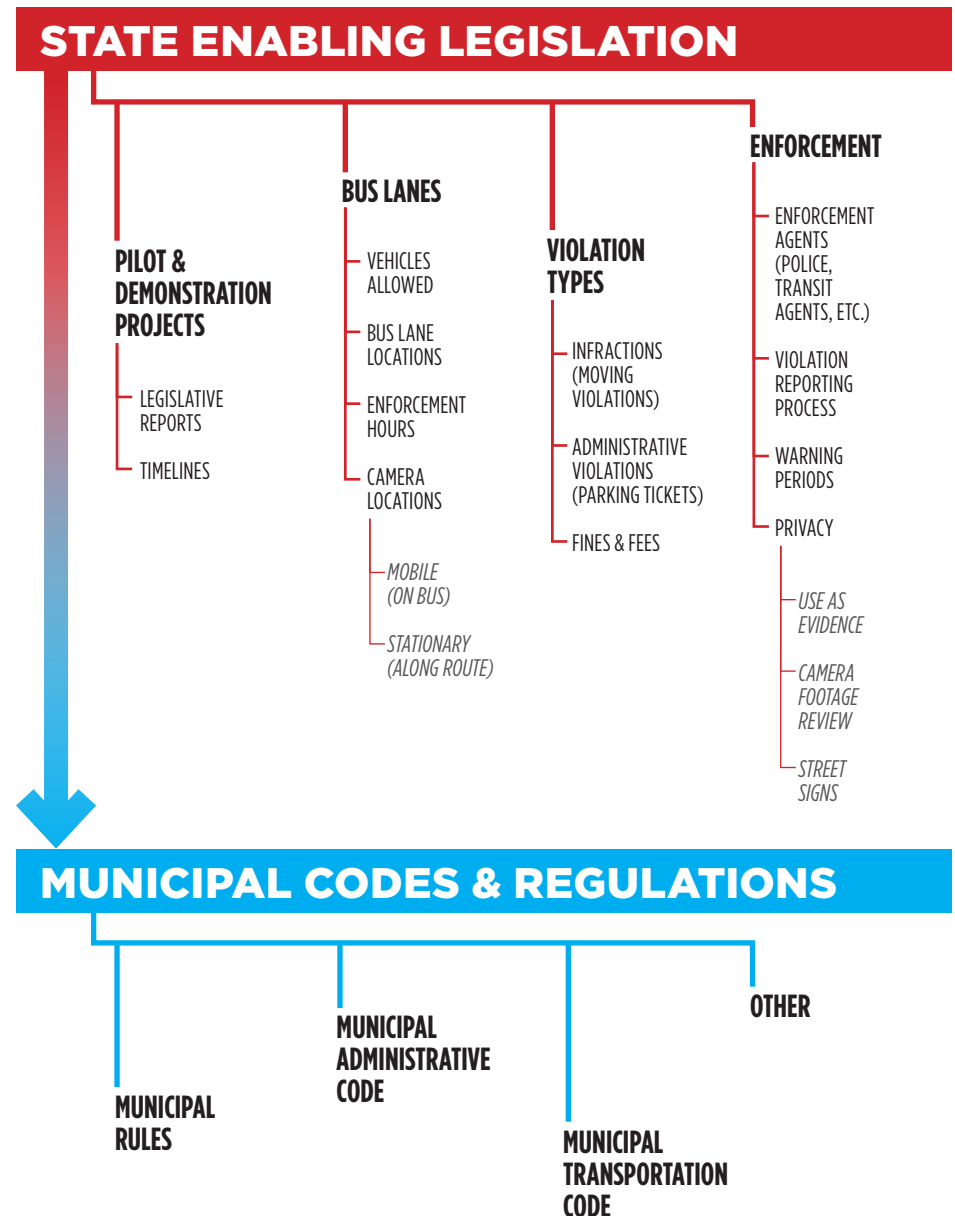 STATE ENABLING LEGISLATION
PILOT &
DEMONSTRATION
PROJECTS
LEGISLATIVE
REPORTS
TIMELINES
BUS LANES
VEHICLES
ALLOWED
BUS LANE
LOCATIONS
ENFORCEMENT
HOURS
CAMERA
LOCATIONS
MOBILE
(ON BUS)
STATIONARY
(ALONG ROUTE)
VIOLATION
TYPES
INFRACTIONS
(MOVING
VIOLATIONS)
ADMINISTRATIVE
VIOLATIONS
(PARKING TICKETS)
FINES & FEES
ENFORCEMENT
ENFORCEMENT
AGENTS
(POLICE,
TRANSIT
AGENTS, ETC.)
VIOLATION
REPORTING
PROCESS
WARNING
PERIODS
PRIVACY
USE AS
EVIDENCE
CAMERA
FOOTAGE
REVIEW
STREET
SIGNS
MUNICIPAL CODES & REGULATIONS
MUNICIPAL
RULES
MUNICIPAL
ADMINISTRATIVE
CODE
MUNICIPAL
TRANSPORTATION
CODE
OTHER